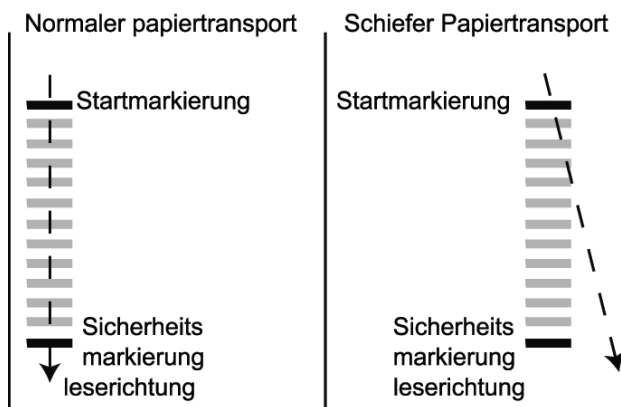 Normaler papiertransport
Startmarkierung
Sicherheits
markierung
leserichtung
Schiefer Papiertransport
Startmarkierung
Sicherheits
markierung
leserichtung